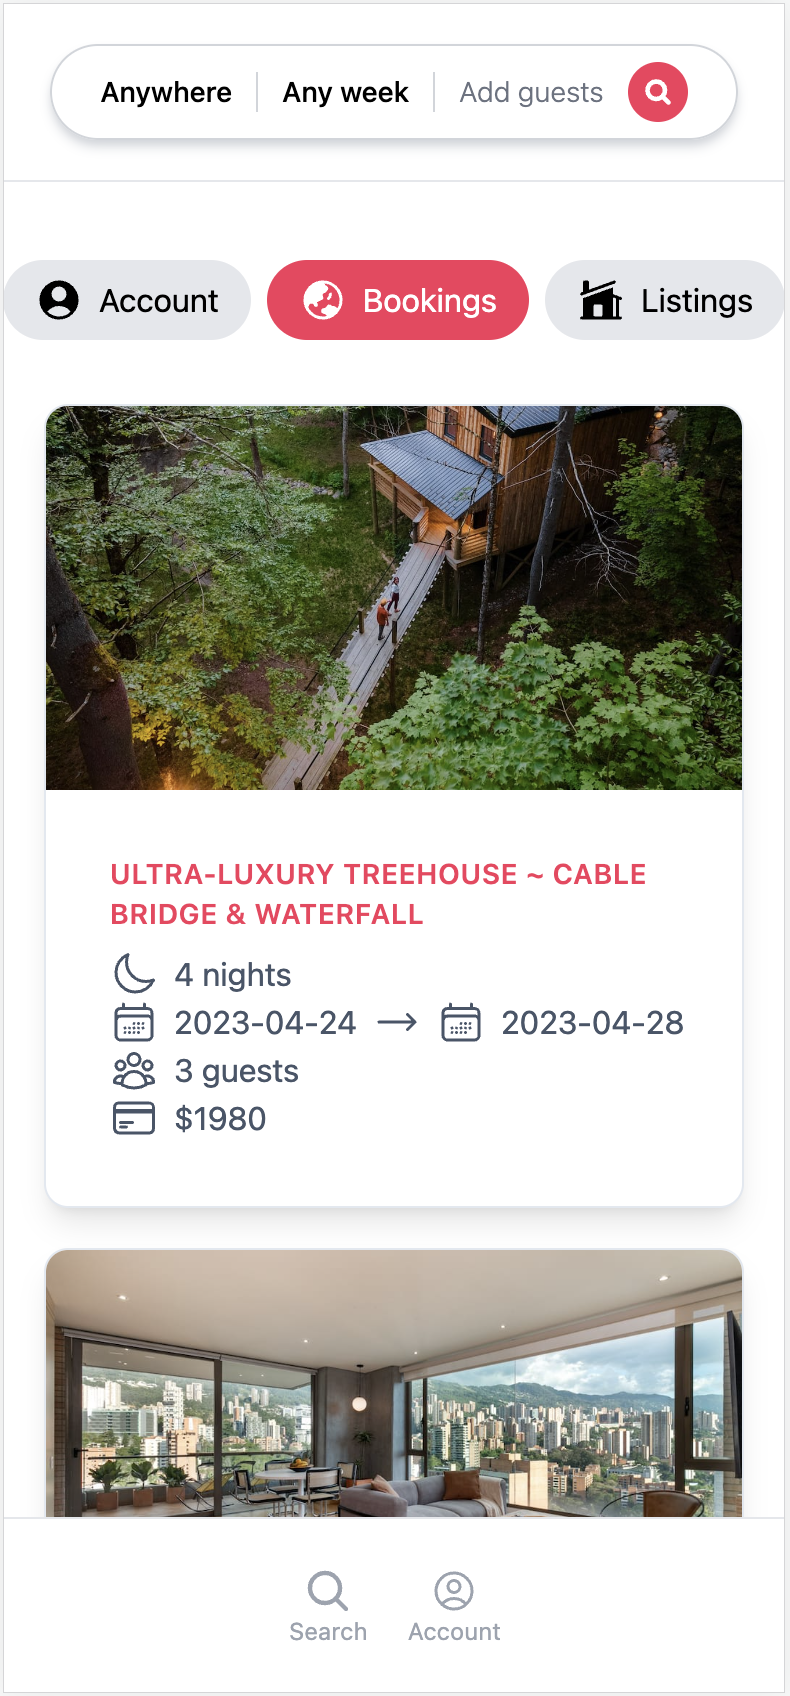 Anywhere Any week Add guests
Account Bookings Listings
ULTRA-LUXURY TREEHOUSE ~ CABLE
BRIDGE & WATERFALL
4 nights
2023-04-24 → 2023-04-28
3 guests
$1980
Search Account